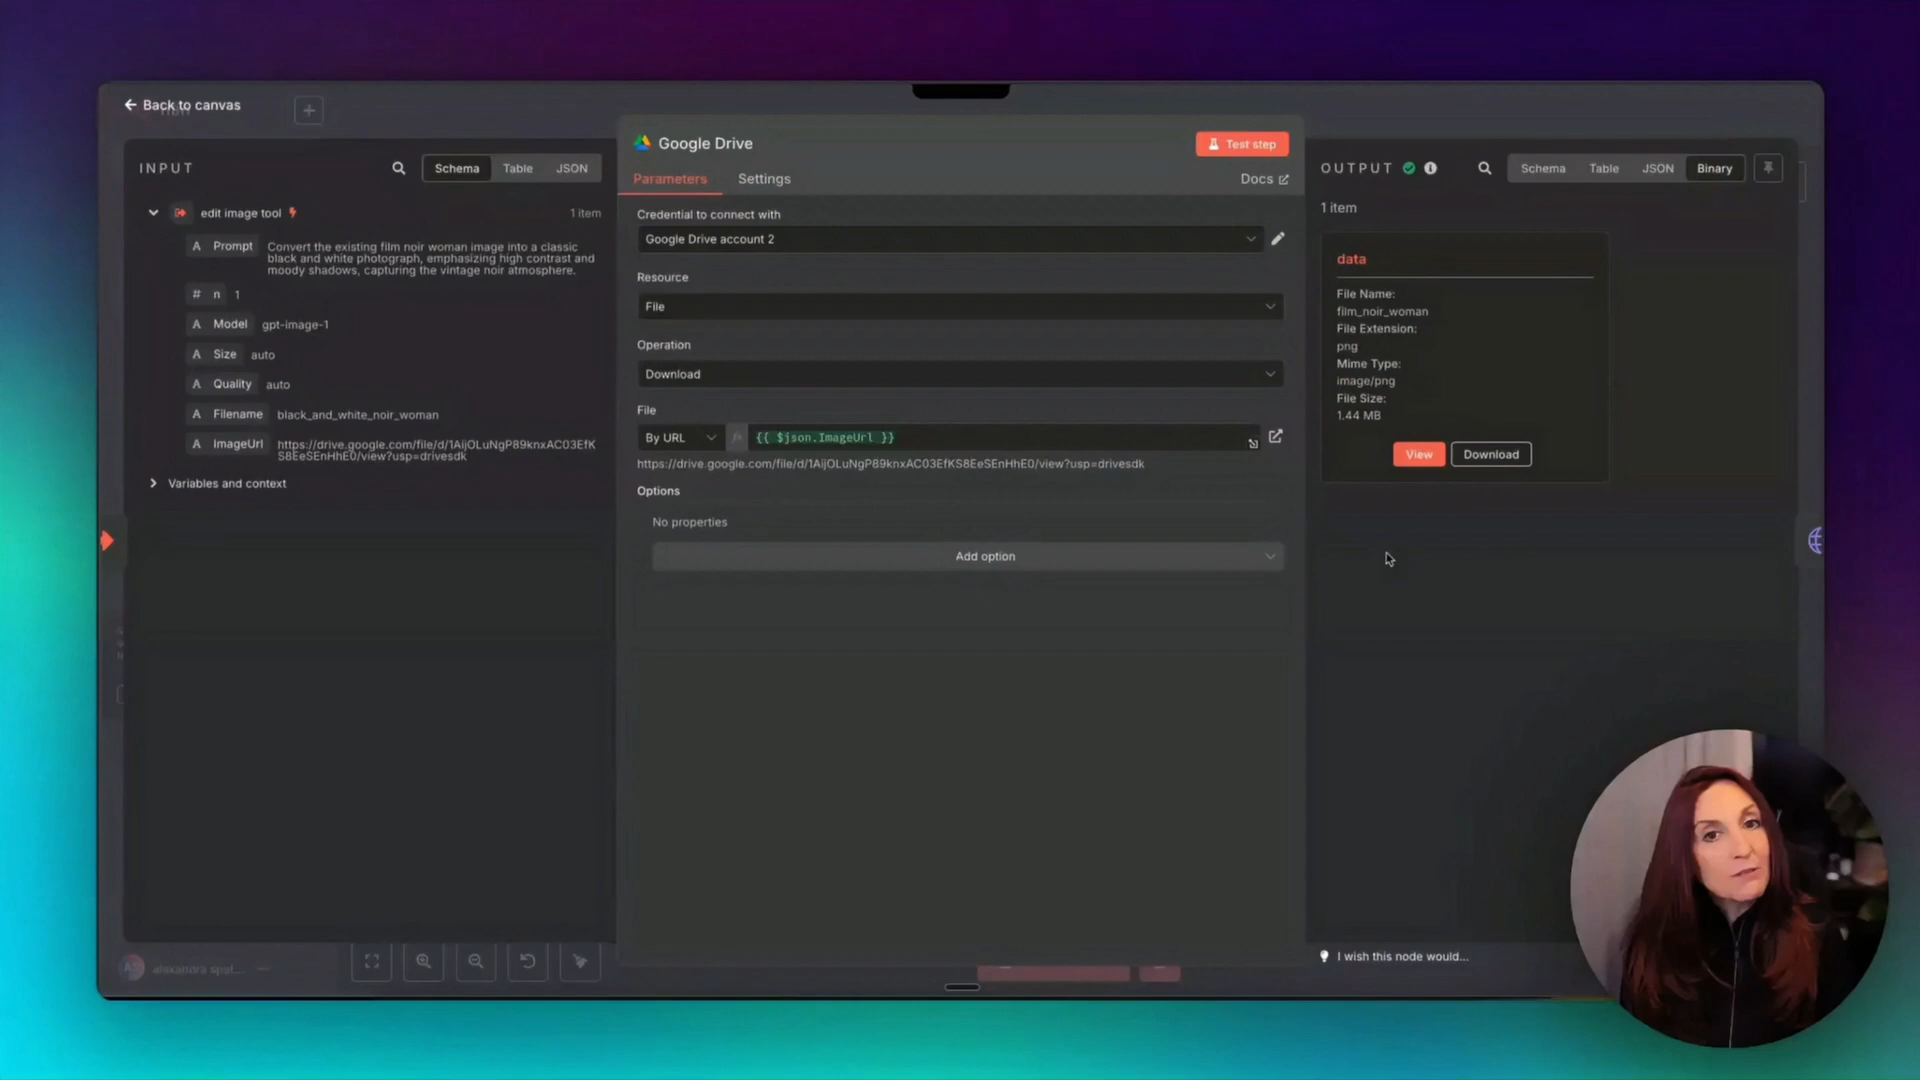 Back to canvas
INPUT
Schema
Table
JSON
edit image tool
1 item
A Prompt
Convert the existing film noir woman image into a classic
black and white photograph, emphasizing high contrast and
moody shadows, capturing the vintage noir atmosphere.
# n 1
A Model gpt-image-1
A Size auto
A Quality auto
A Filename black_and_white_noir_woman
A ImageUrl https://drive.google.com/file/d/1AijOLuNgP89knxAC03EfK
S8EeSEnHhE0/view?usp=drivesdk
Variables and context
Google Drive
Test step
Parameters
Settings
Docs
Credential to connect with
Google Drive account 2
Resource
File
Operation
Download
File
By URL
fx
{{ $json.ImageUrl }}
https://drive.google.com/file/d/1AijOLuNgP89knxAC03EfKS8EeSEnHhE0/view?usp=drivesdk
Options
No properties
Add option
OUTPUT
Schema
Table
JSON
Binary
1 item
data
File Name:
film_noir_woman
File Extension:
png
Mime Type:
image/png
File Size:
1.44 MB
View
Download
I wish this node would...
alexandra spal...